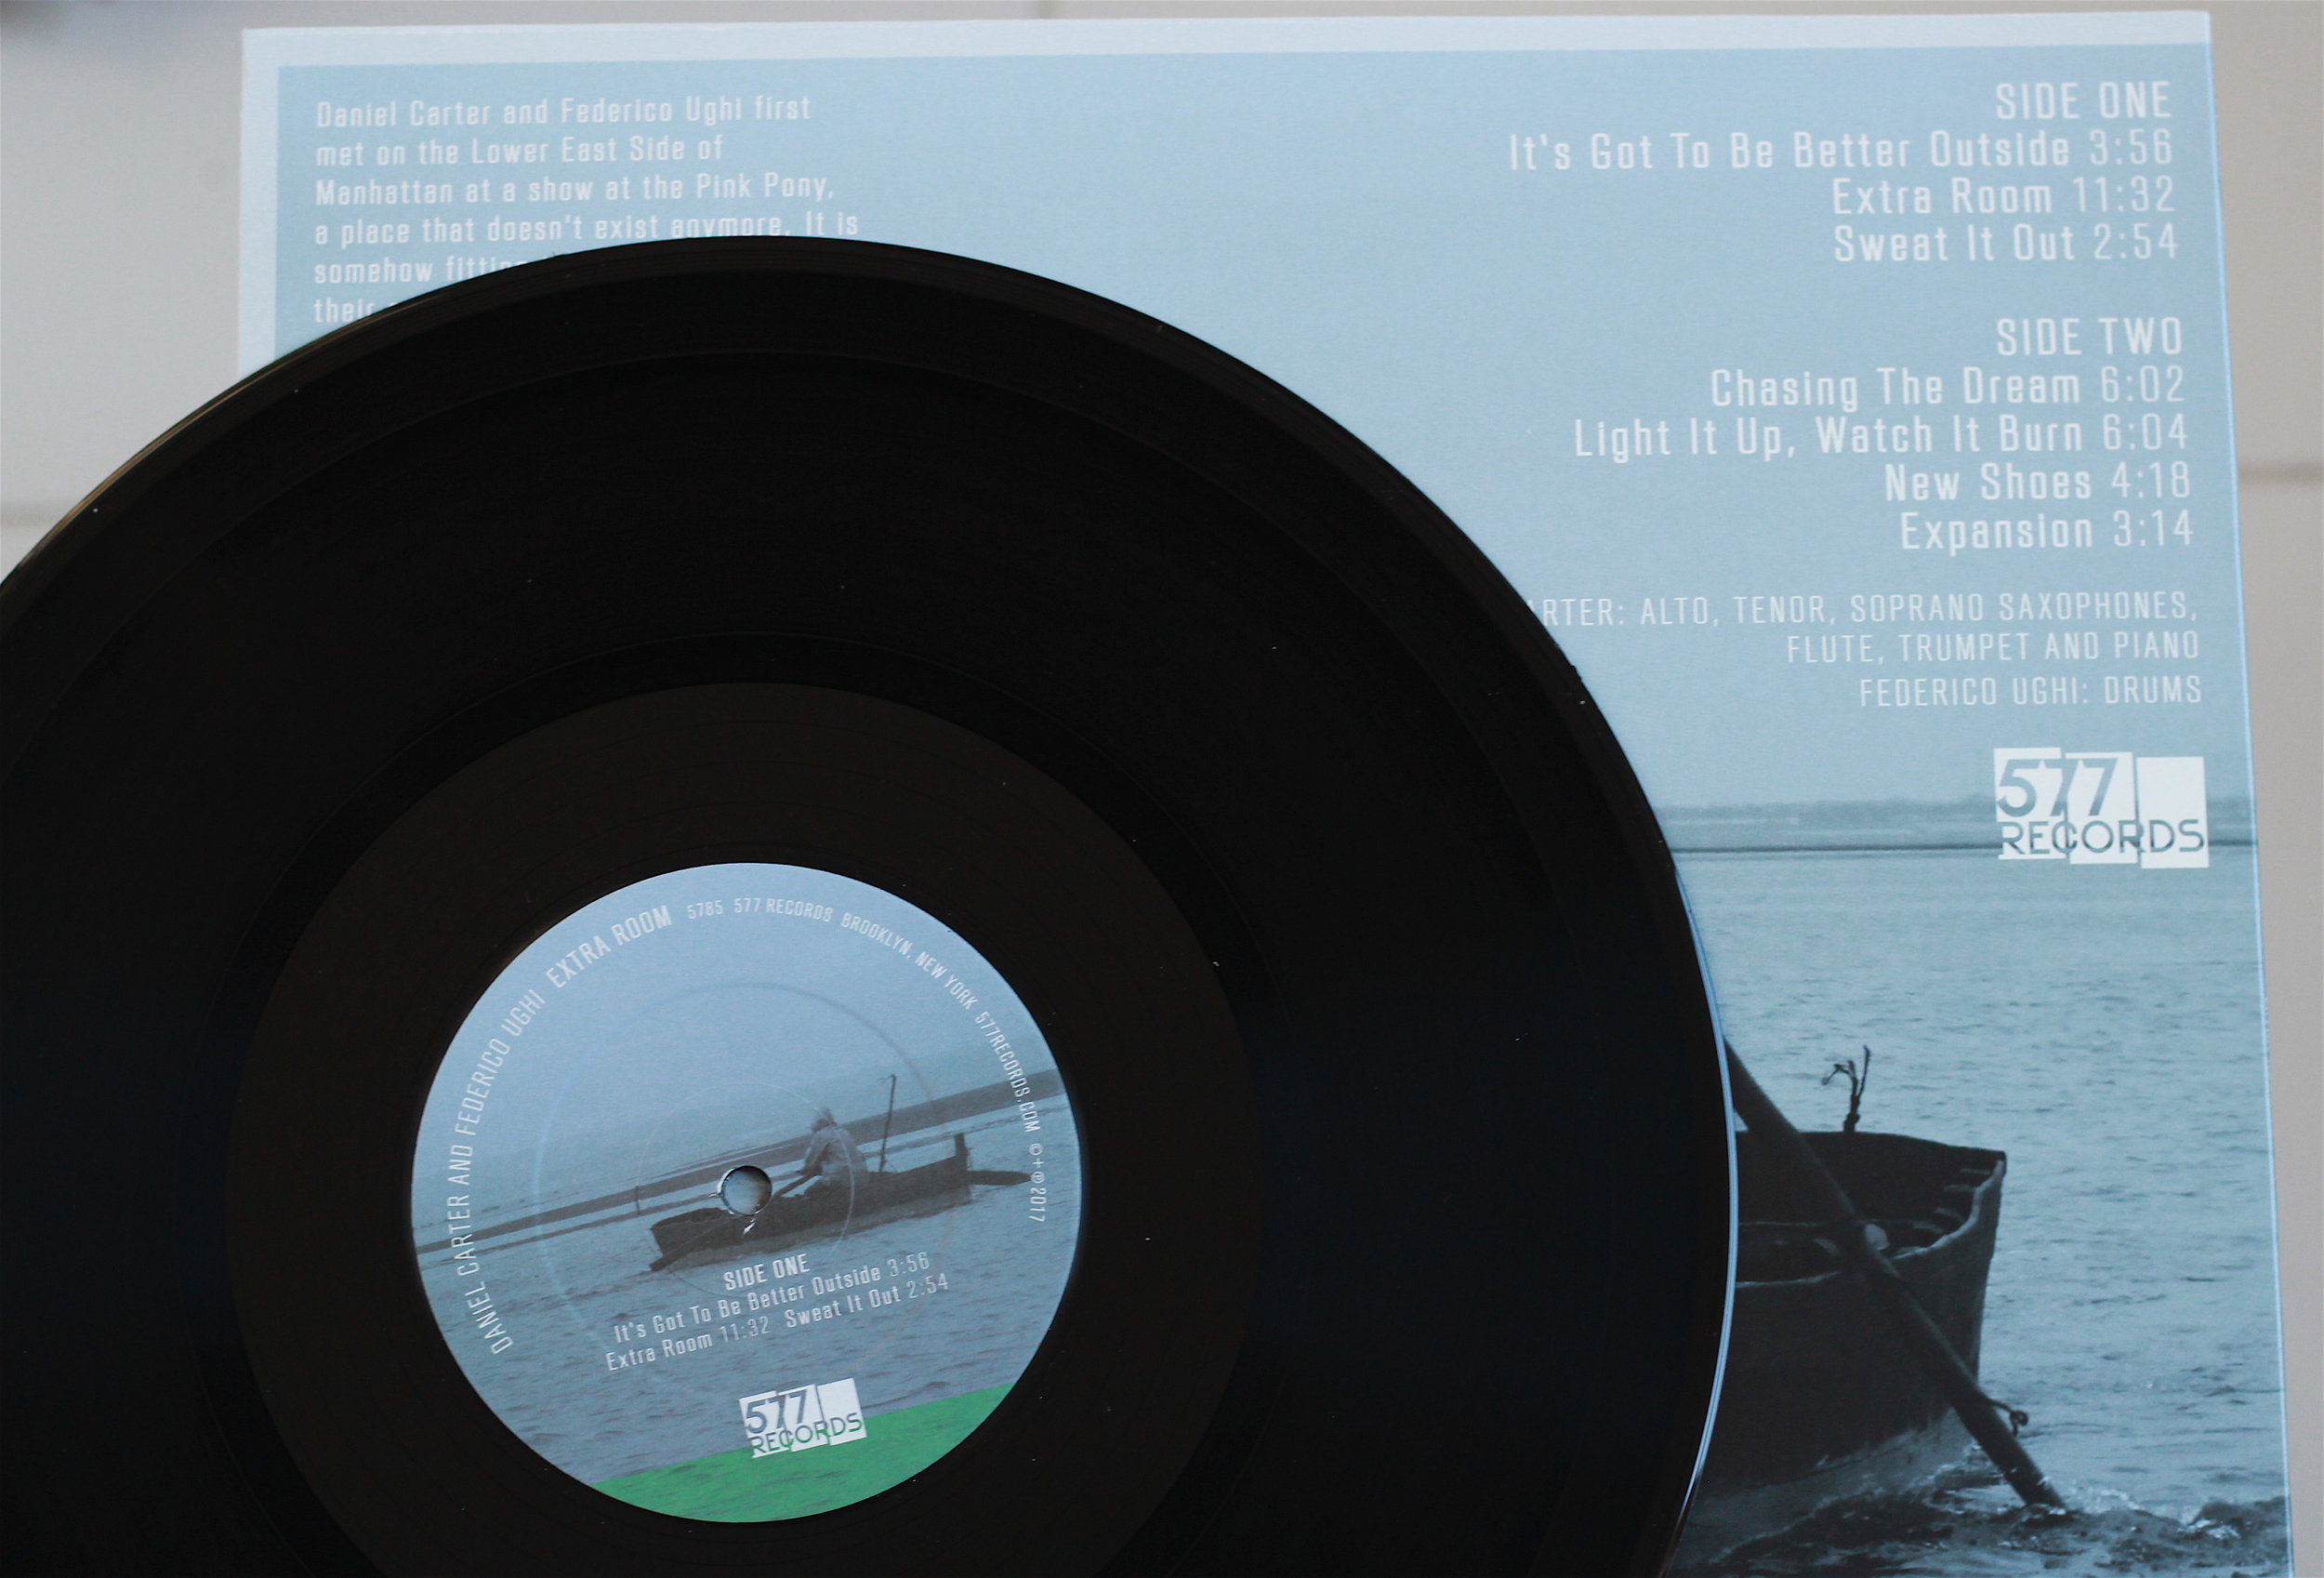 Daniel Carter and Federico Ughi first
met on the Lower East Side of
Manhattan at a show at the Pink Pony,
a place that doesn't exist anymore. It is
somehow
their
SIDE ONE
It's Got To Be Better Outside 3:56
Extra Room 11:32
Sweat It Out 2:54
SIDE TWO
Chasing The Dream 6:02
Light It Up, Watch It Burn 6:04
New Shoes 4:18
Expansion 3:14
ALTO, TENOR, SOPRANO SAXOPHONES,
FLUTE, TRUMPET AND PIANO
FEDERICO UGHI: DRUMS
577
RECORDS
DANIEL CARTER AND FEDERICO UGHI EXTRA ROOM 5785 577 RECORDS BROOKLYN, NEW YORK 577RECORDS.COM ©+℗2017
SIDE ONE
It's Got To Be Better Outside 3:56
Extra Room 11:32 Sweat It Out 2:54
577
RECORDS